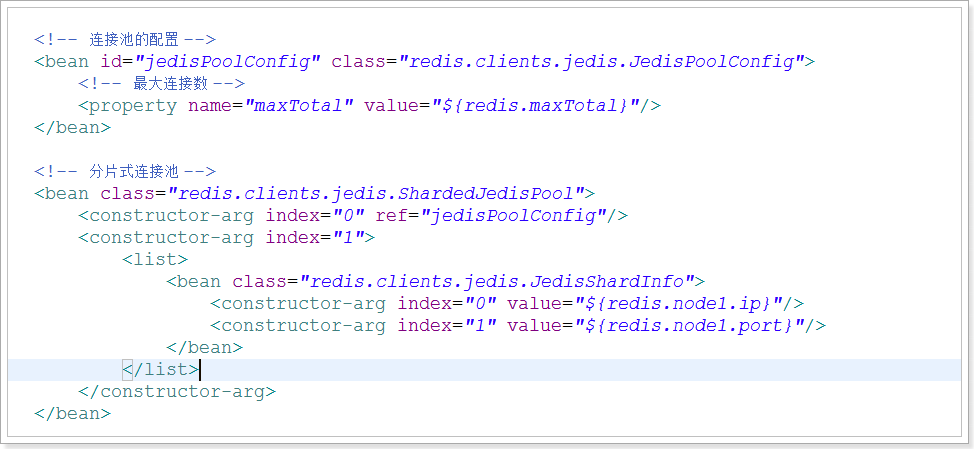 <!-- 连接池的配置 -->
<bean id="jedisPoolConfig" class="redis.clients.jedis.JedisPoolConfig">
    <!-- 最大连接数 -->
    <property name="maxTotal" value="${redis.maxTotal}"/>
</bean>

<!-- 分片式连接池 -->
<bean class="redis.clients.jedis.ShardedJedisPool">
    <constructor-arg index="0" ref="jedisPoolConfig"/>
    <constructor-arg index="1">
        <list>
            <bean class="redis.clients.jedis.JedisShardInfo">
                <constructor-arg index="0" value="${redis.node1.ip}"/>
                <constructor-arg index="1" value="${redis.node1.port}"/>
            </bean>
        </list>
    </constructor-arg>
</bean>